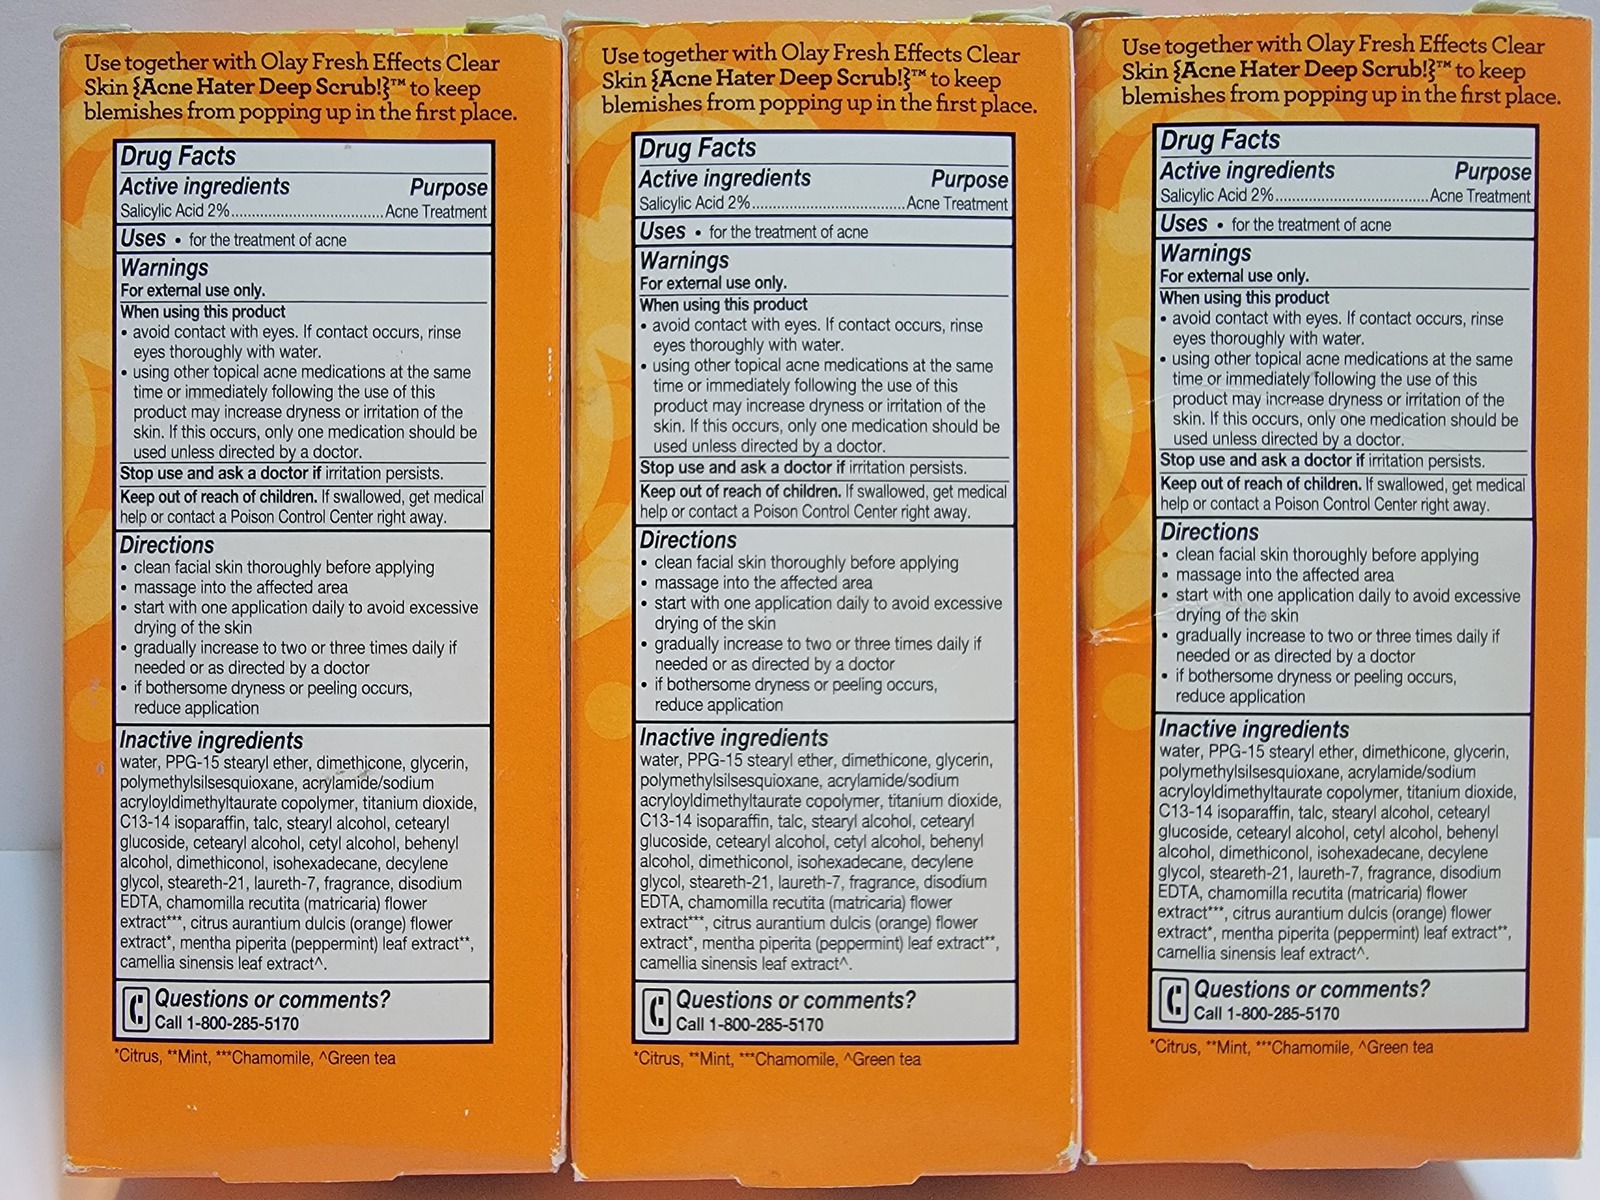 Use together with Olay Fresh Effects Clear
Skin {Acne Hater Deep Scrub!}™ to keep
blemishes from popping up in the first place.
Drug Facts
Active ingredients Purpose
Salicylic Acid 2%....................................Acne Treatment
Uses • for the treatment of acne
Warnings
For external use only.
When using this product
• avoid contact with eyes. If contact occurs, rinse
eyes thoroughly with water.
• using other topical acne medications at the same
time or immediately following the use of this
product may increase dryness or irritation of the
skin. If this occurs, only one medication should be
used unless directed by a doctor.
Stop use and ask a doctor if irritation persists.
Keep out of reach of children. If swallowed, get medical
help or contact a Poison Control Center right away.
Directions
• clean facial skin thoroughly before applying
• massage into the affected area
• start with one application daily to avoid excessive
drying of the skin
• gradually increase to two or three times daily if
needed or as directed by a doctor
• if bothersome dryness or peeling occurs,
reduce application
Inactive ingredients
water, PPG-15 stearyl ether, dimethicone, glycerin,
polymethylsilsesquioxane, acrylamide/sodium
acryloyldimethyltaurate copolymer, titanium dioxide,
C13-14 isoparaffin, talc, stearyl alcohol, cetearyl
glucoside, cetearyl alcohol, cetyl alcohol, behenyl
alcohol, dimethiconol, isohexadecane, decylene
glycol, steareth-21, laureth-7, fragrance, disodium
EDTA, chamomilla recutita (matricaria) flower
extract***, citrus aurantium dulcis (orange) flower
extract*, mentha piperita (peppermint) leaf extract**,
camellia sinensis leaf extract^.
Questions or comments?
Call 1-800-285-5170
*Citrus, **Mint, ***Chamomile, ^Green tea
Use together with Olay Fresh Effects Clear
Skin {Acne Hater Deep Scrub!}™ to keep
blemishes from popping up in the first place.
Drug Facts
Active ingredients Purpose
Salicylic Acid 2%....................................Acne Treatment
Uses • for the treatment of acne
Warnings
For external use only.
When using this product
• avoid contact with eyes. If contact occurs, rinse
eyes thoroughly with water.
• using other topical acne medications at the same
time or immediately following the use of this
product may increase dryness or irritation of the
skin. If this occurs, only one medication should be
used unless directed by a doctor.
Stop use and ask a doctor if irritation persists.
Keep out of reach of children. If swallowed, get medical
help or contact a Poison Control Center right away.
Directions
• clean facial skin thoroughly before applying
• massage into the affected area
• start with one application daily to avoid excessive
drying of the skin
• gradually increase to two or three times daily if
needed or as directed by a doctor
• if bothersome dryness or peeling occurs,
reduce application
Inactive ingredients
water, PPG-15 stearyl ether, dimethicone, glycerin,
polymethylsilsesquioxane, acrylamide/sodium
acryloyldimethyltaurate copolymer, titanium dioxide,
C13-14 isoparaffin, talc, stearyl alcohol, cetearyl
glucoside, cetearyl alcohol, cetyl alcohol, behenyl
alcohol, dimethiconol, isohexadecane, decylene
glycol, steareth-21, laureth-7, fragrance, disodium
EDTA, chamomilla recutita (matricaria) flower
extract***, citrus aurantium dulcis (orange) flower
extract*, mentha piperita (peppermint) leaf extract**,
camellia sinensis leaf extract^.
Questions or comments?
Call 1-800-285-5170
*Citrus, **Mint, ***Chamomile, ^Green tea
Use together with Olay Fresh Effects Clear
Skin {Acne Hater Deep Scrub!}™ to keep
blemishes from popping up in the first place.
Drug Facts
Active ingredients Purpose
Salicylic Acid 2%....................................Acne Treatment
Uses • for the treatment of acne
Warnings
For external use only.
When using this product
• avoid contact with eyes. If contact occurs, rinse
eyes thoroughly with water.
• using other topical acne medications at the same
time or immediately following the use of this
product may increase dryness or irritation of the
skin. If this occurs, only one medication should be
used unless directed by a doctor.
Stop use and ask a doctor if irritation persists.
Keep out of reach of children. If swallowed, get medical
help or contact a Poison Control Center right away.
Directions
• clean facial skin thoroughly before applying
• massage into the affected area
• start with one application daily to avoid excessive
drying of the skin
• gradually increase to two or three times daily if
needed or as directed by a doctor
• if bothersome dryness or peeling occurs,
reduce application
Inactive ingredients
water, PPG-15 stearyl ether, dimethicone, glycerin,
polymethylsilsesquioxane, acrylamide/sodium
acryloyldimethyltaurate copolymer, titanium dioxide,
C13-14 isoparaffin, talc, stearyl alcohol, cetearyl
glucoside, cetearyl alcohol, cetyl alcohol, behenyl
alcohol, dimethiconol, isohexadecane, decylene
glycol, steareth-21, laureth-7, fragrance, disodium
EDTA, chamomilla recutita (matricaria) flower
extract***, citrus aurantium dulcis (orange) flower
extract*, mentha piperita (peppermint) leaf extract**,
camellia sinensis leaf extract^.
Questions or comments?
Call 1-800-285-5170
*Citrus, **Mint, ***Chamomile, ^Green tea